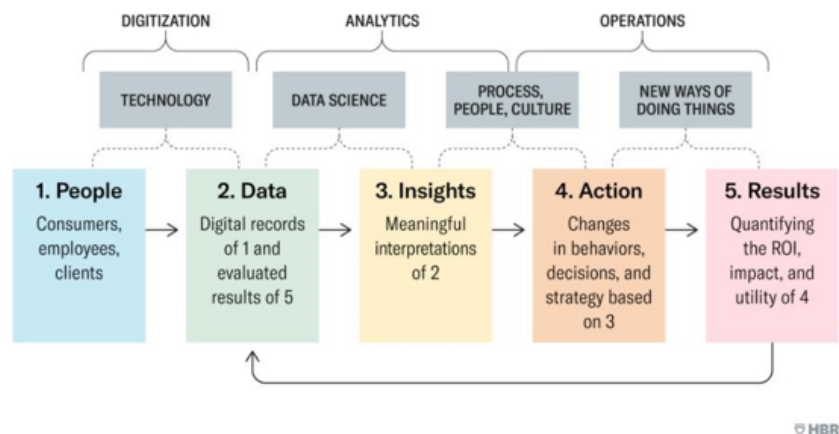 DIGITIZATION
ANALYTICS
OPERATIONS
TECHNOLOGY
DATA SCIENCE
PROCESS,
PEOPLE, CULTURE
NEW WAYS OF
DOING THINGS
1. People
Consumers,
employees,
clients
2. Data
Digital records
of 1 and
evaluated
results of 5
3. Insights
Meaningful
interpretations
of 2
4. Action
Changes
in behaviors,
decisions, and
strategy based
on 3
5. Results
Quantifying
the ROI,
impact, and
utility of 4
HBR